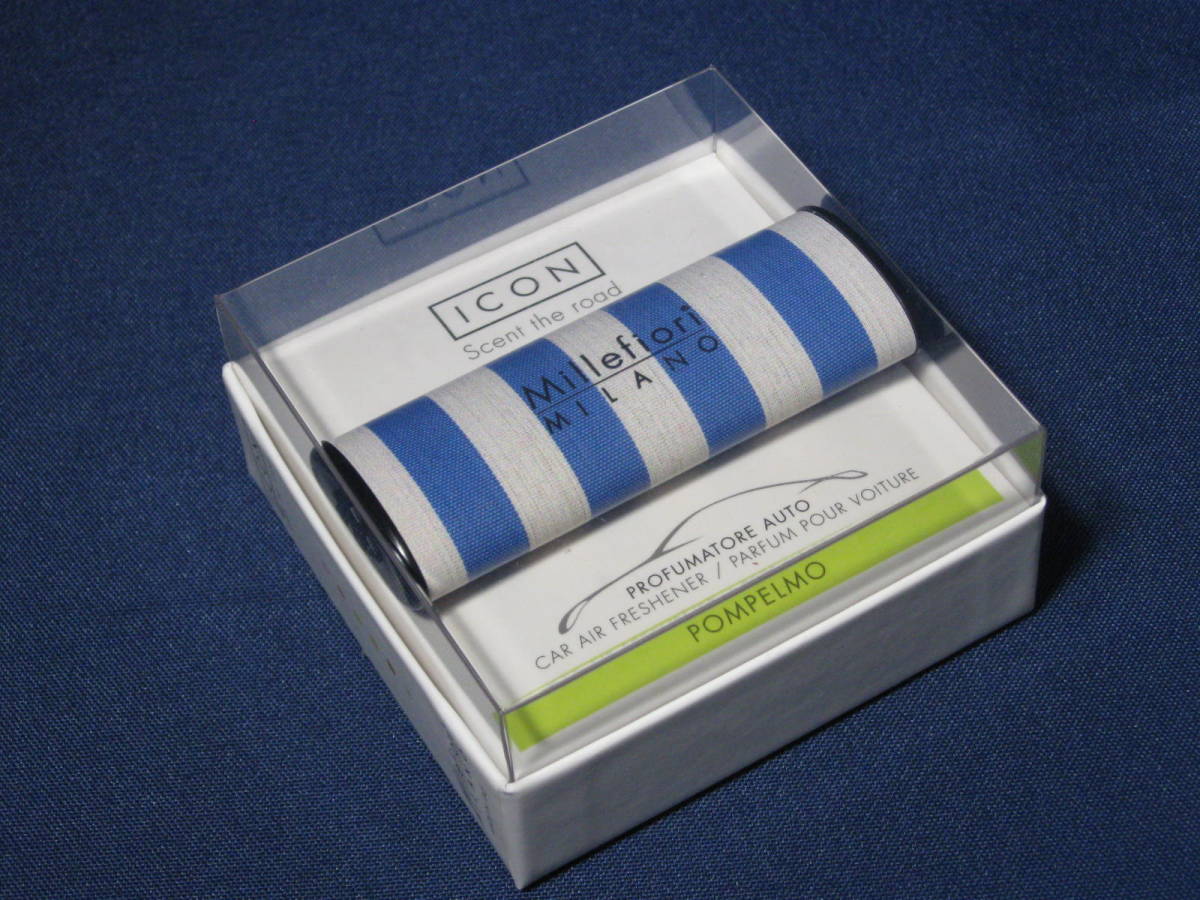 ICON
Scent the road
Millefiori
MILANO
PROFUMATORE AUTO
CAR AIR FRESHENER / PARFUM POUR VOITURE
POMPELMO